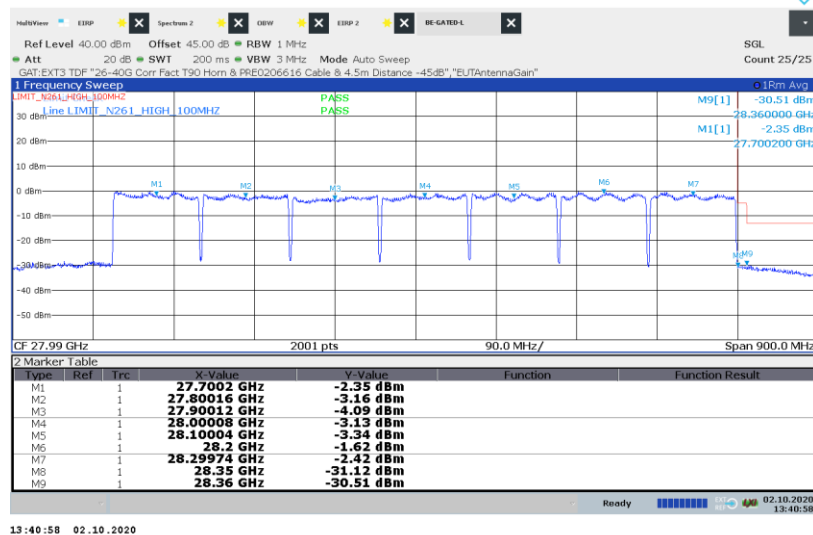 MultiView EIRP X Spectrum 2 X OBW X EIRP 2 X BE-GATED-L X
Ref Level 40.00 dBm Offset 45.00 dB RBW 1 MHz SGL
Att 20 dB SWT 200 ms VBW 3 MHz Mode Auto Sweep Count 25/25
GAT:EXT3 TDF "26-40G Corr Fact T90 Horn & PRE0206616 Cable & 4.5m Distance -45dB","EUTAntennaGain"
1 Frequency Sweep 1Rm Avg
LIMIT_N261_HIGH_100MHZ PASS M9[1] -30.51 dBm
Line LIMIT_N261_HIGH_100MHZ PASS 28.360000 GHz
30 dBm M1[1] -2.35 dBm
27.700200 GHz
20 dBm
10 dBm
M1 M2 M3 M4 M5 M6 M7
0 dBm
-10 dBm
-20 dBm
M8 M9
-30 dBm
-40 dBm
-50 dBm
CF 27.99 GHz 2001 pts 90.0 MHz/ Span 900.0 MHz
2 Marker Table
Type Ref Trc X-Value Y-Value Function Function Result
M1 1 27.7002 GHz -2.35 dBm
M2 1 27.80016 GHz -3.16 dBm
M3 1 27.90012 GHz -4.09 dBm
M4 1 28.00008 GHz -3.13 dBm
M5 1 28.10004 GHz -3.34 dBm
M6 1 28.2 GHz -1.62 dBm
M7 1 28.29974 GHz -2.42 dBm
M8 1 28.35 GHz -31.12 dBm
M9 1 28.36 GHz -30.51 dBm
Ready EXT REF 02.10.2020
13:40:58
13:40:58 02.10.2020